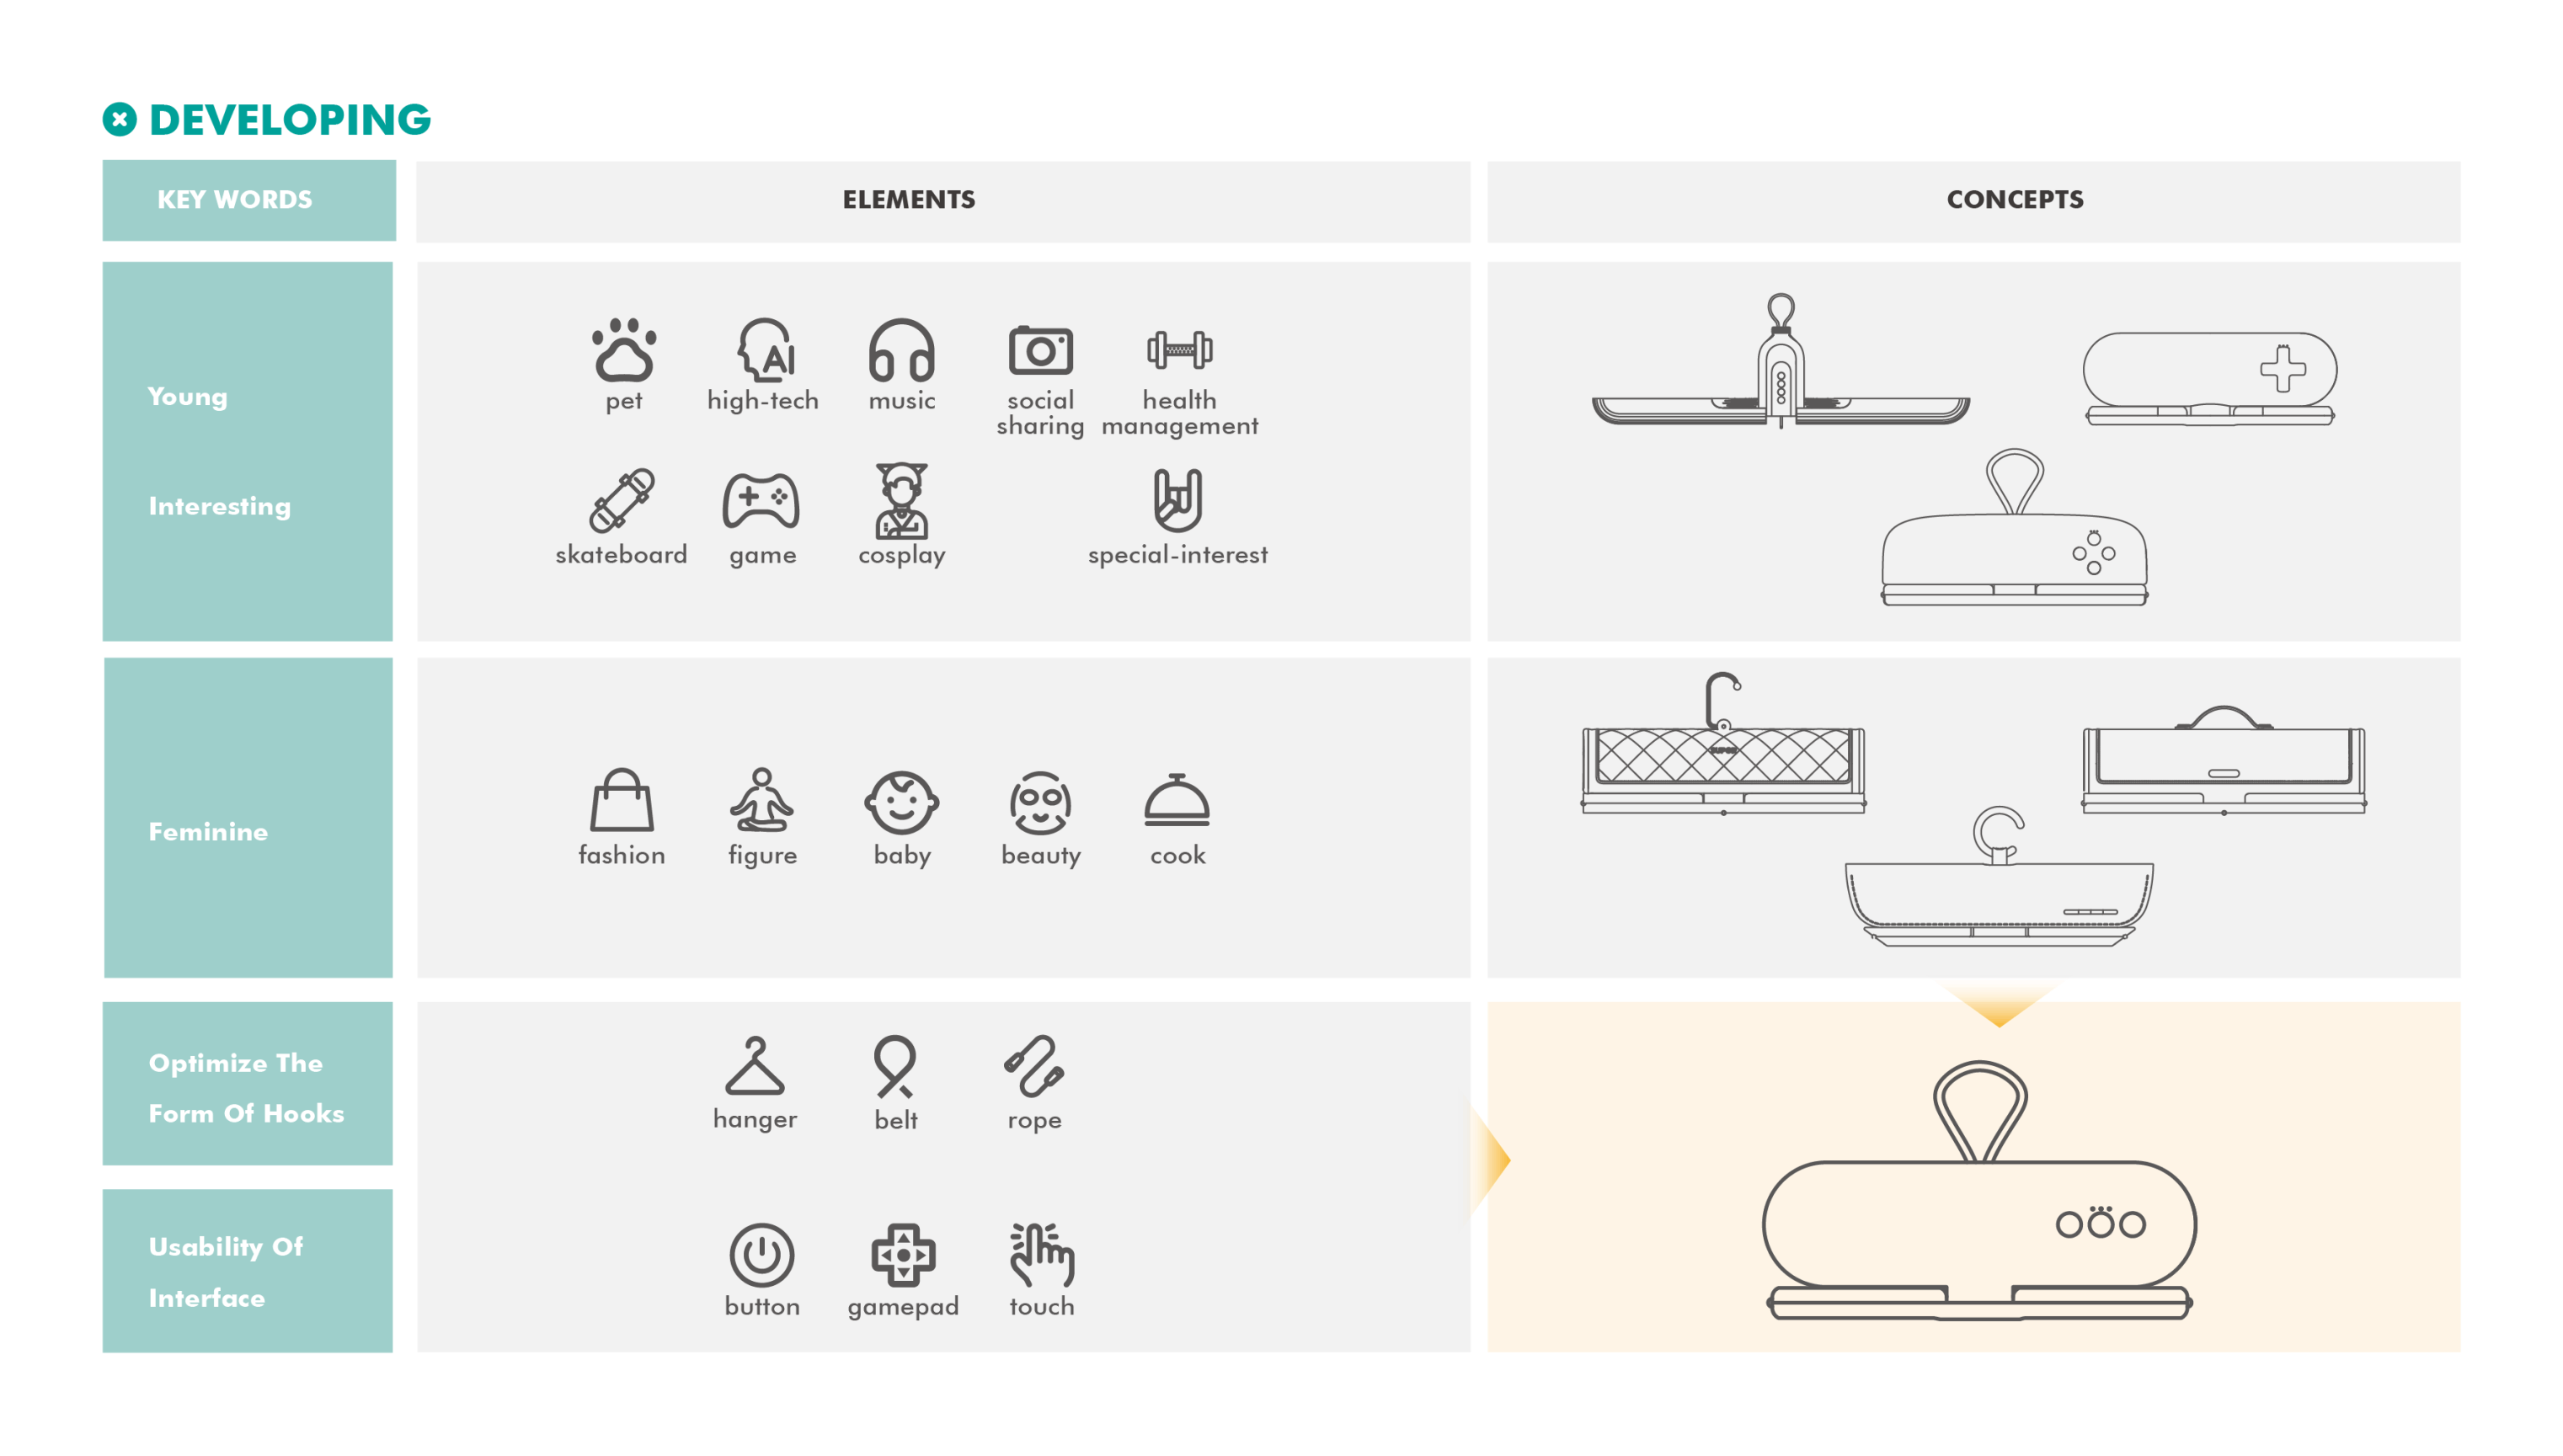 DEVELOPING
KEY WORDS
ELEMENTS
CONCEPTS
Young
Interesting
pet
high-tech
AI
music
social
sharing
health
management
skateboard
game
cosplay
special-interest
Feminine
fashion
figure
baby
beauty
cook
Optimize The
Form Of Hooks
hanger
belt
rope
Usability Of
Interface
button
gamepad
touch